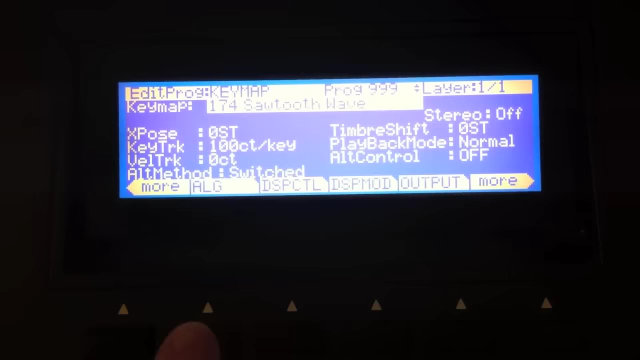 EditProg:KEYMAP Prog 999 Layer:1/1
Keymap: 174 Sawtooth Wave
Stereo:Off
XPose :0ST TimbreShift :0ST
KeyTrk :100ct/key PlayBackMode:Normal
VelTrk :0ct AltControl :OFF
AltMethod :Switched
more ALG DSPCTL DSPMOD OUTPUT more